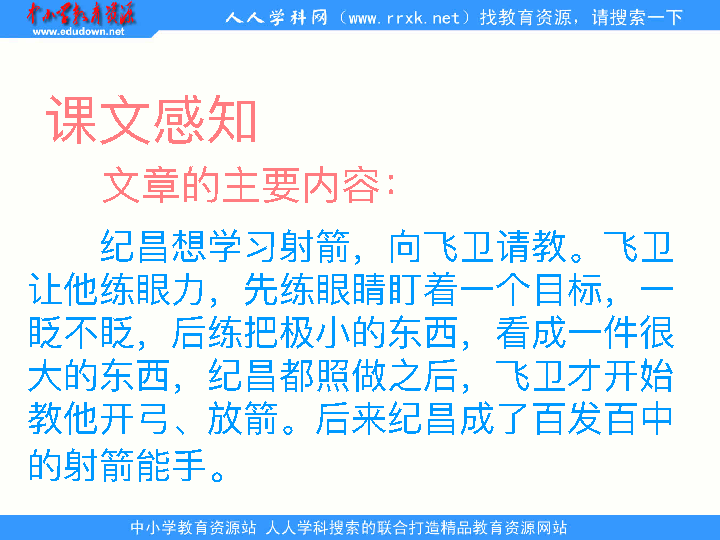 中小学教育资源
www.edudown.net
人人学科网（www.rrxk.net）找教育资源，请搜索一下
课文感知
文章的主要内容：
纪昌想学习射箭，向飞卫请教。飞卫
让他练眼力，先练眼睛盯着一个目标，一
眨不眨，后练把极小的东西，看成一件很
大的东西，纪昌都照做之后，飞卫才开始
教他开弓、放箭。后来纪昌成了百发百中
的射箭能手。
中小学教育资源站 人人学科搜索的联合打造精品教育资源网站